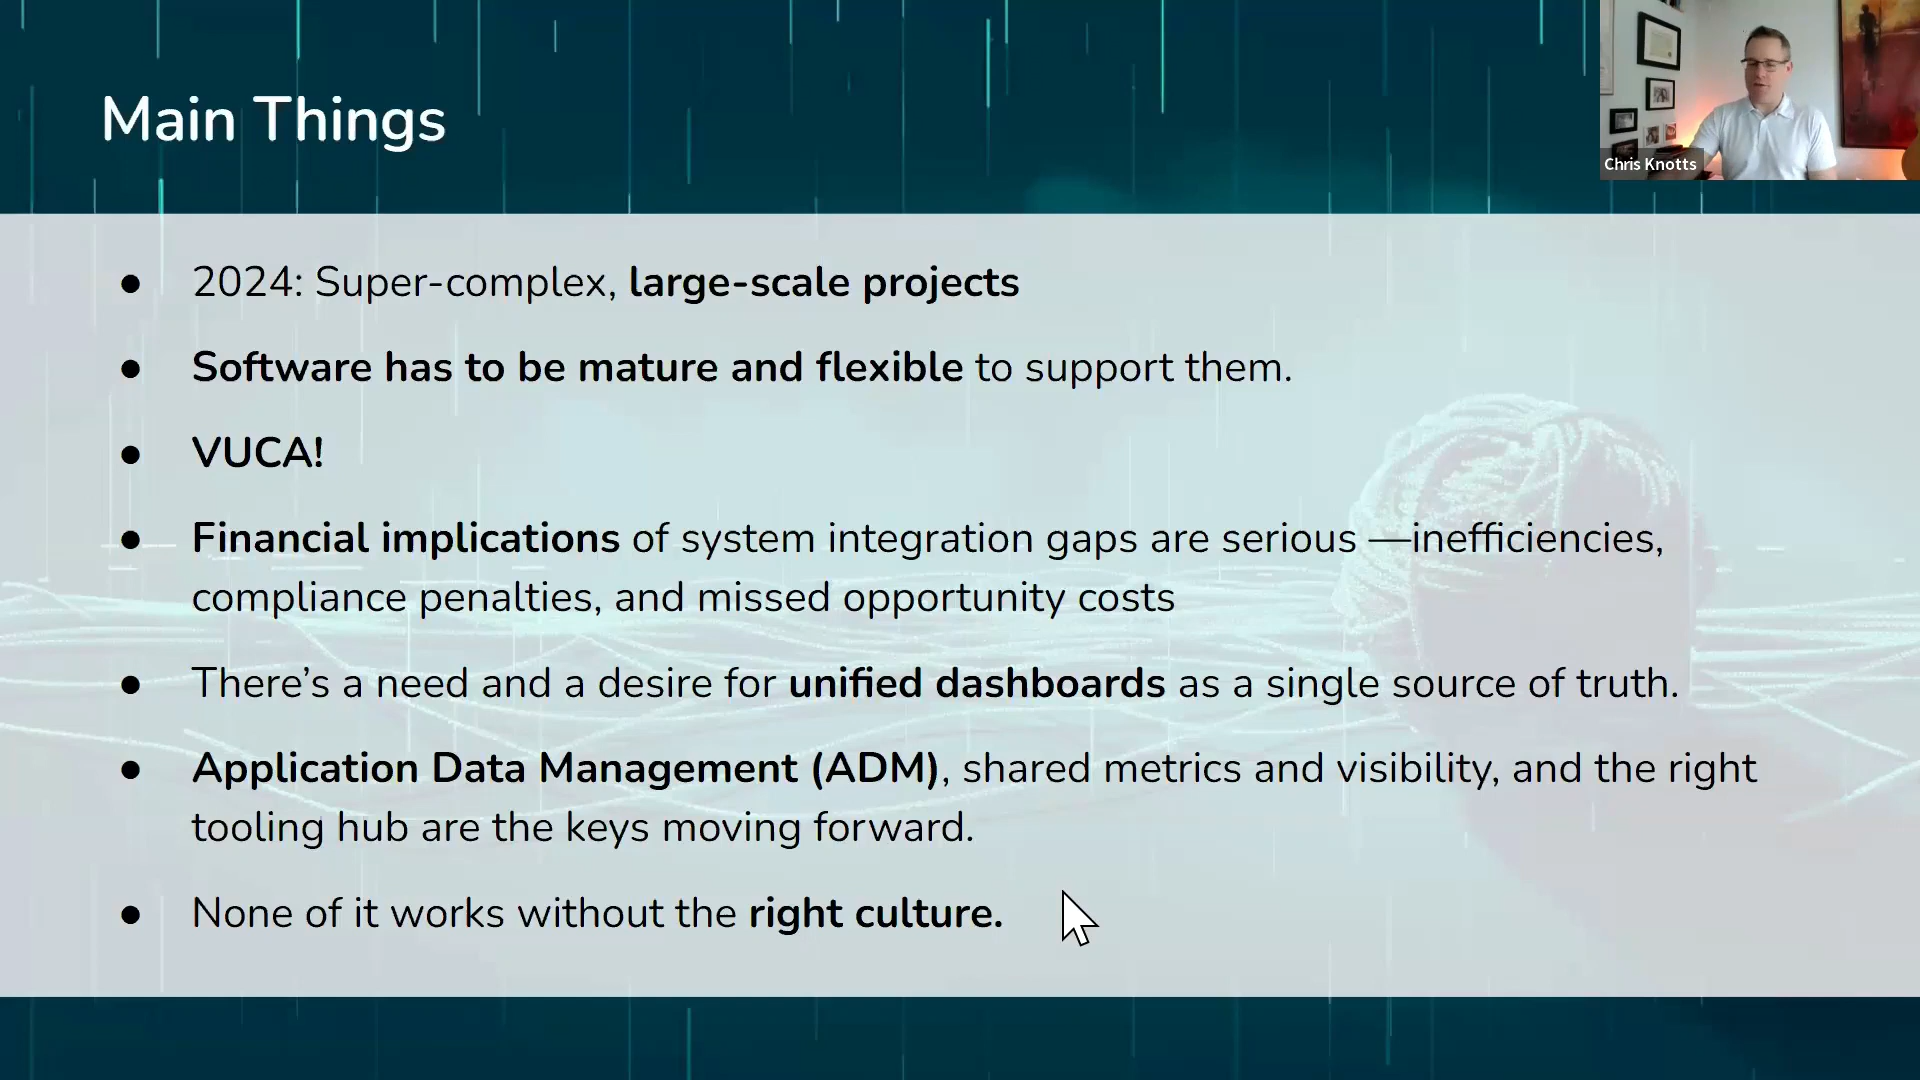 Main Things
Chris Knotts
● 2024: Super-complex, large-scale projects
● Software has to be mature and flexible to support them.
● VUCA!
● Financial implications of system integration gaps are serious —inefficiencies,
compliance penalties, and missed opportunity costs
● There’s a need and a desire for unified dashboards as a single source of truth.
● Application Data Management (ADM), shared metrics and visibility, and the right
tooling hub are the keys moving forward.
● None of it works without the right culture.